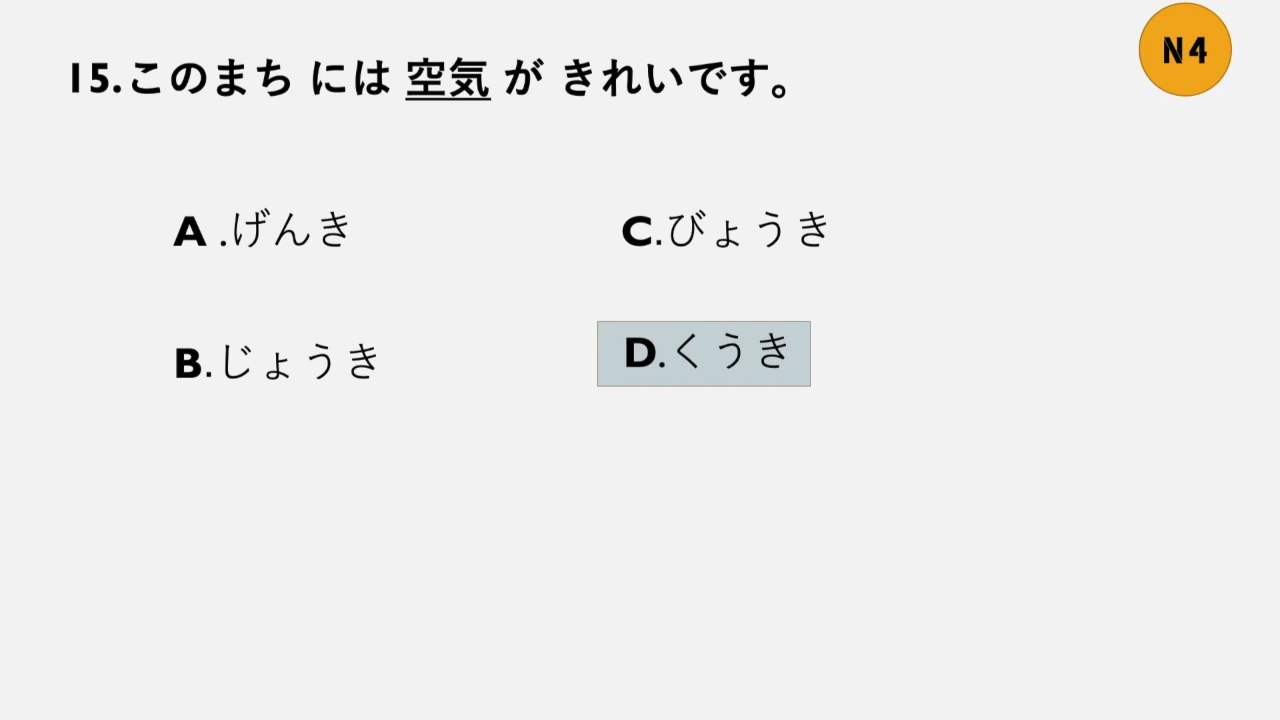 15.このまち には 空気 が きれいです。
N4
A .げんき
C.びょうき
B.じょうき
D.くうき